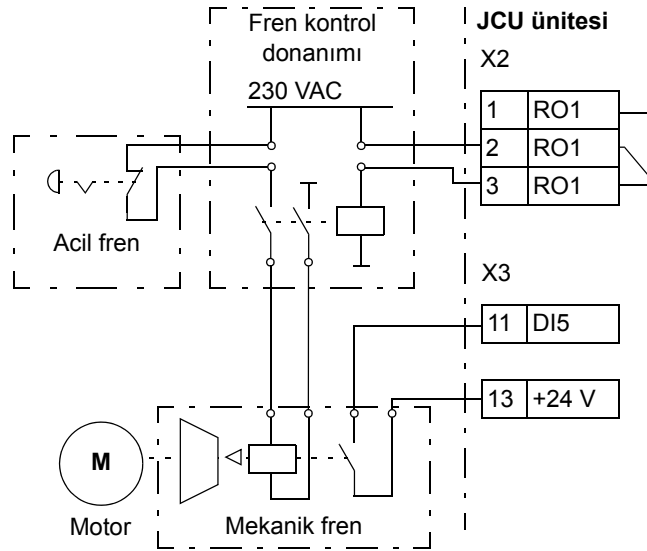 Fren kontrol
donanımı
230 VAC
JCU ünitesi
X2
1 RO1
2 RO1
3 RO1
Acil fren
X3
11 DI5
13 +24 V
M
Motor
Mekanik fren